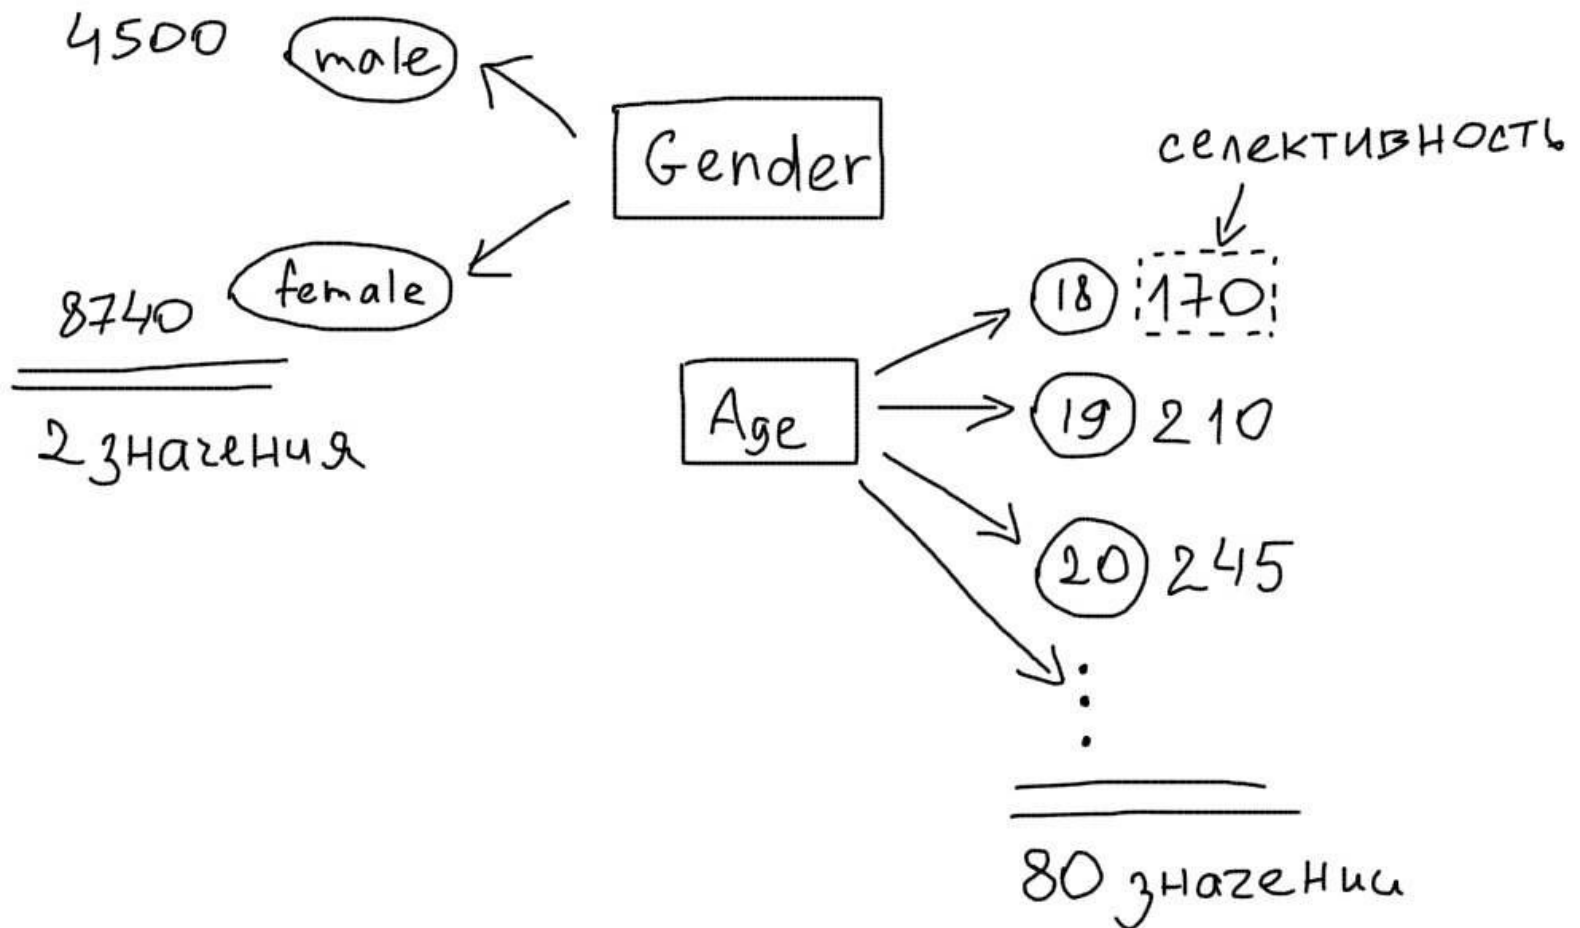 4500 male
Gender
8740 female
2 значения
селективность
Age
18 170
19 210
20 245
80 значений